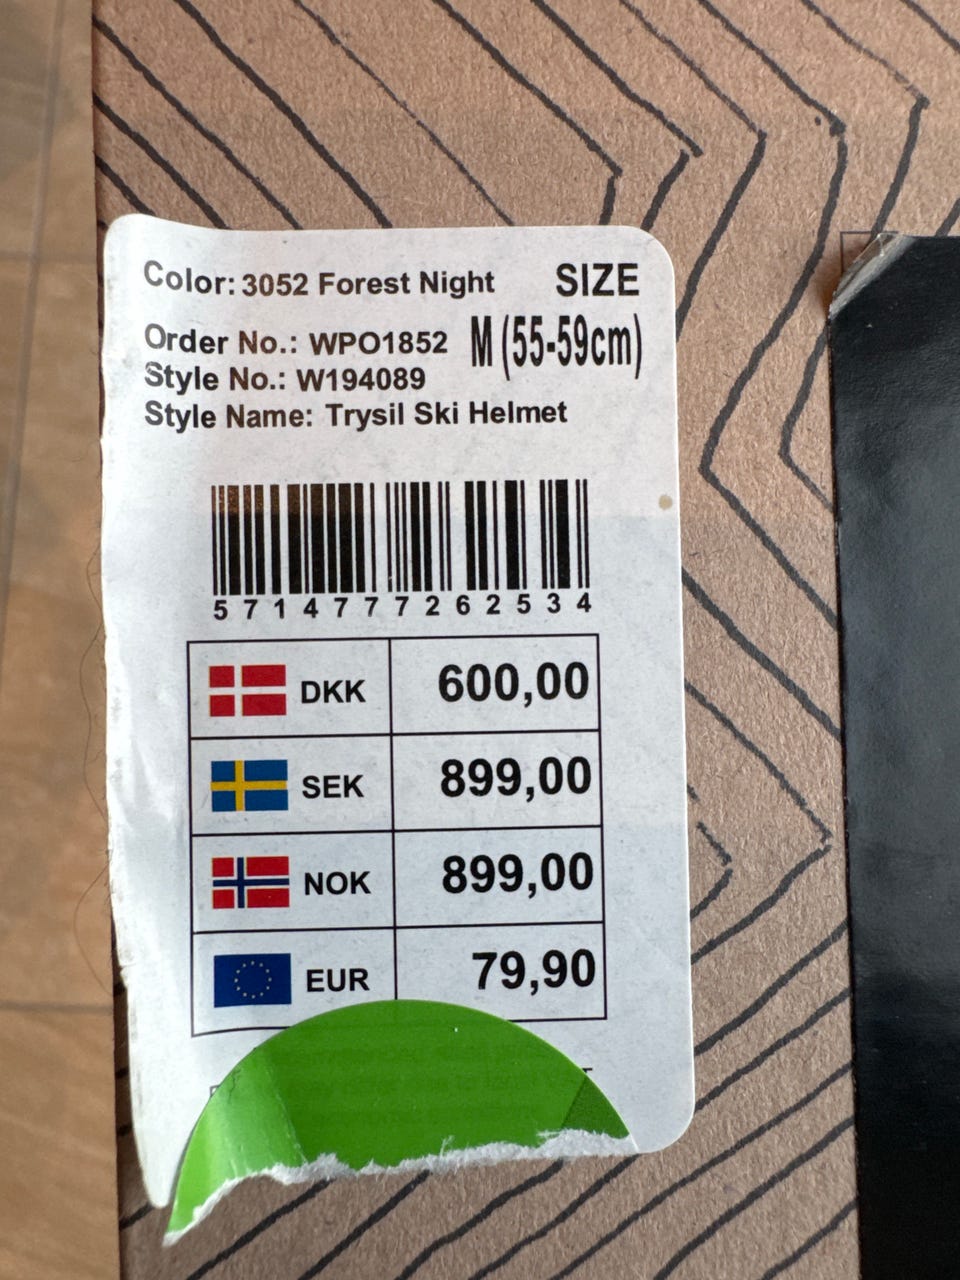 Color: 3052 Forest Night
SIZE
Order No.: WPO1852
M (55-59cm)
Style No.: W194089
Style Name: Trysil Ski Helmet
5714777262534
DKK 600,00
SEK 899,00
NOK 899,00
EUR 79,90